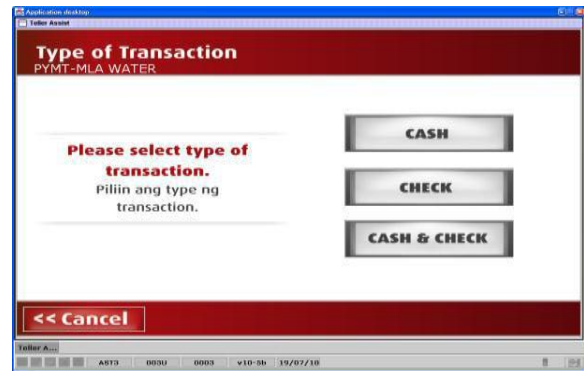 Application desktop
Teller Assist
Type of Transaction
PYMT-MLA WATER
Please select type of
transaction.
Piliin ang type ng
transaction.
CASH
CHECK
CASH & CHECK
<< Cancel
Teller A...
AST3 003U 0003 v10-5b 19/07/10